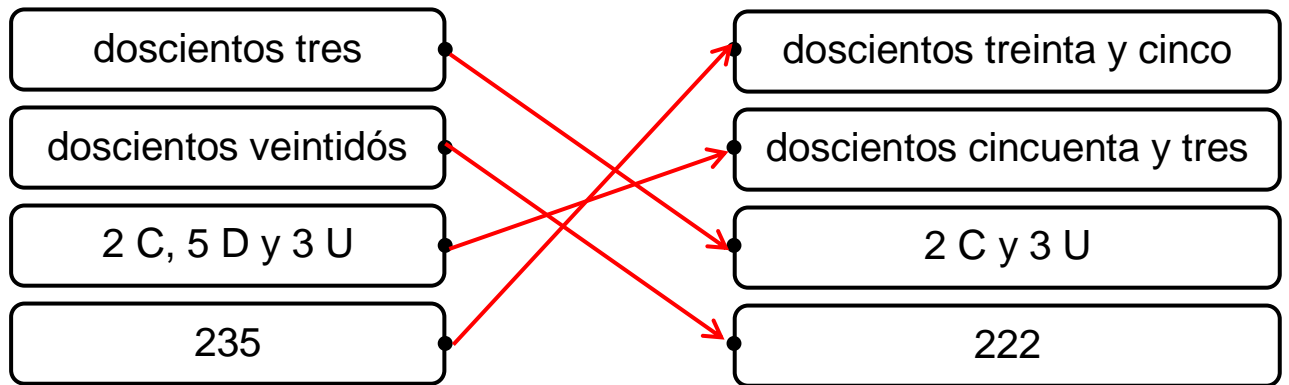 doscientos tres
doscientos treinta y cinco
doscientos veintidós
doscientos cincuenta y tres
2 C, 5 D y 3 U
2 C y 3 U
235
222